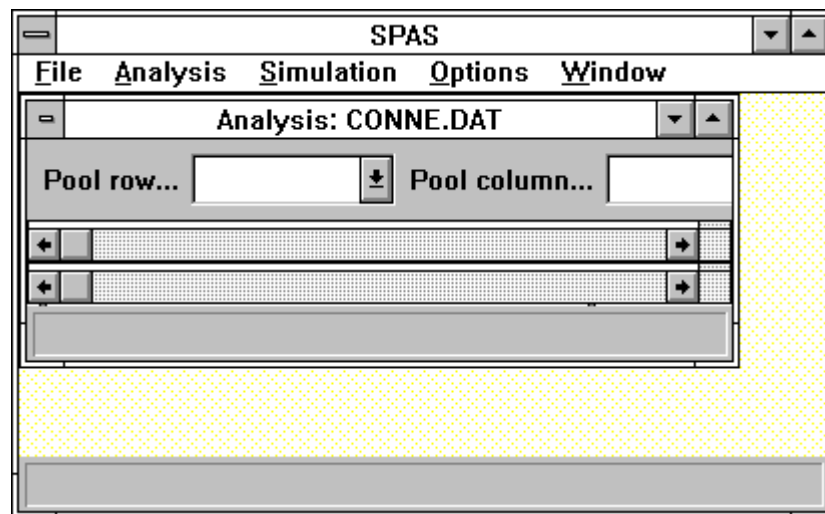 SPAS
File Analysis Simulation Options Window
Analysis: CONNE.DAT
Pool row... Pool column...